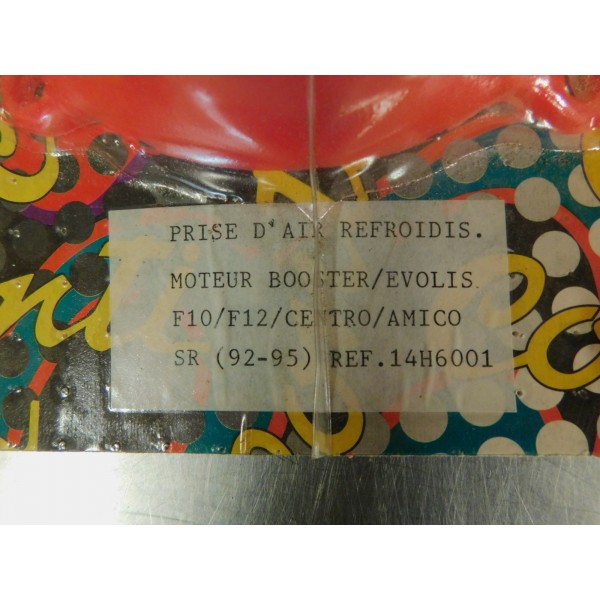 PRISE D'AIR REFROIDIS.
MOTEUR BOOSTER/EVOLIS
F10/F12/CENTRO/AMICO
SR (92-95) REF.14H6001